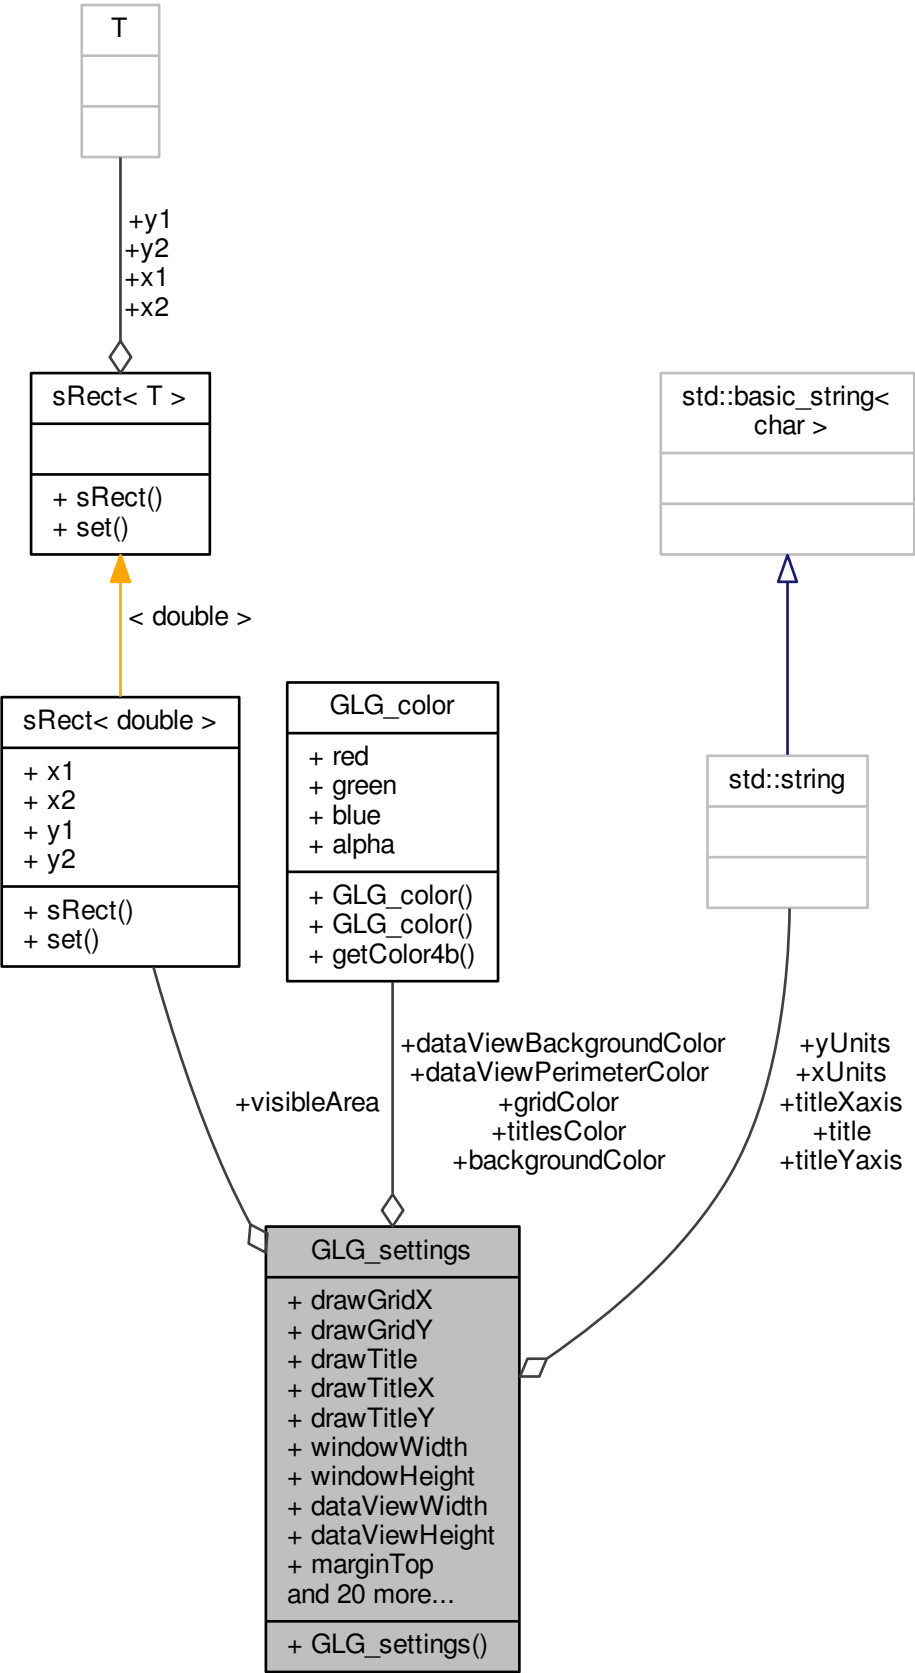 T
+y1
+y2
+x1
+x2
sRect< T >
+ sRect()
+ set()
std::basic_string<
char >
< double >
sRect< double >
+ x1
+ x2
+ y1
+ y2
+ sRect()
+ set()
GLG_color
+ red
+ green
+ blue
+ alpha
+ GLG_color()
+ GLG_color()
+ getColor4b()
std::string
+visibleArea
+dataViewBackgroundColor
+dataViewPerimeterColor
+gridColor
+titlesColor
+backgroundColor
+yUnits
+xUnits
+titleXaxis
+title
+titleYaxis
GLG_settings
+ drawGridX
+ drawGridY
+ drawTitle
+ drawTitleX
+ drawTitleY
+ windowWidth
+ windowHeight
+ dataViewWidth
+ dataViewHeight
+ marginTop
and 20 more...
+ GLG_settings()